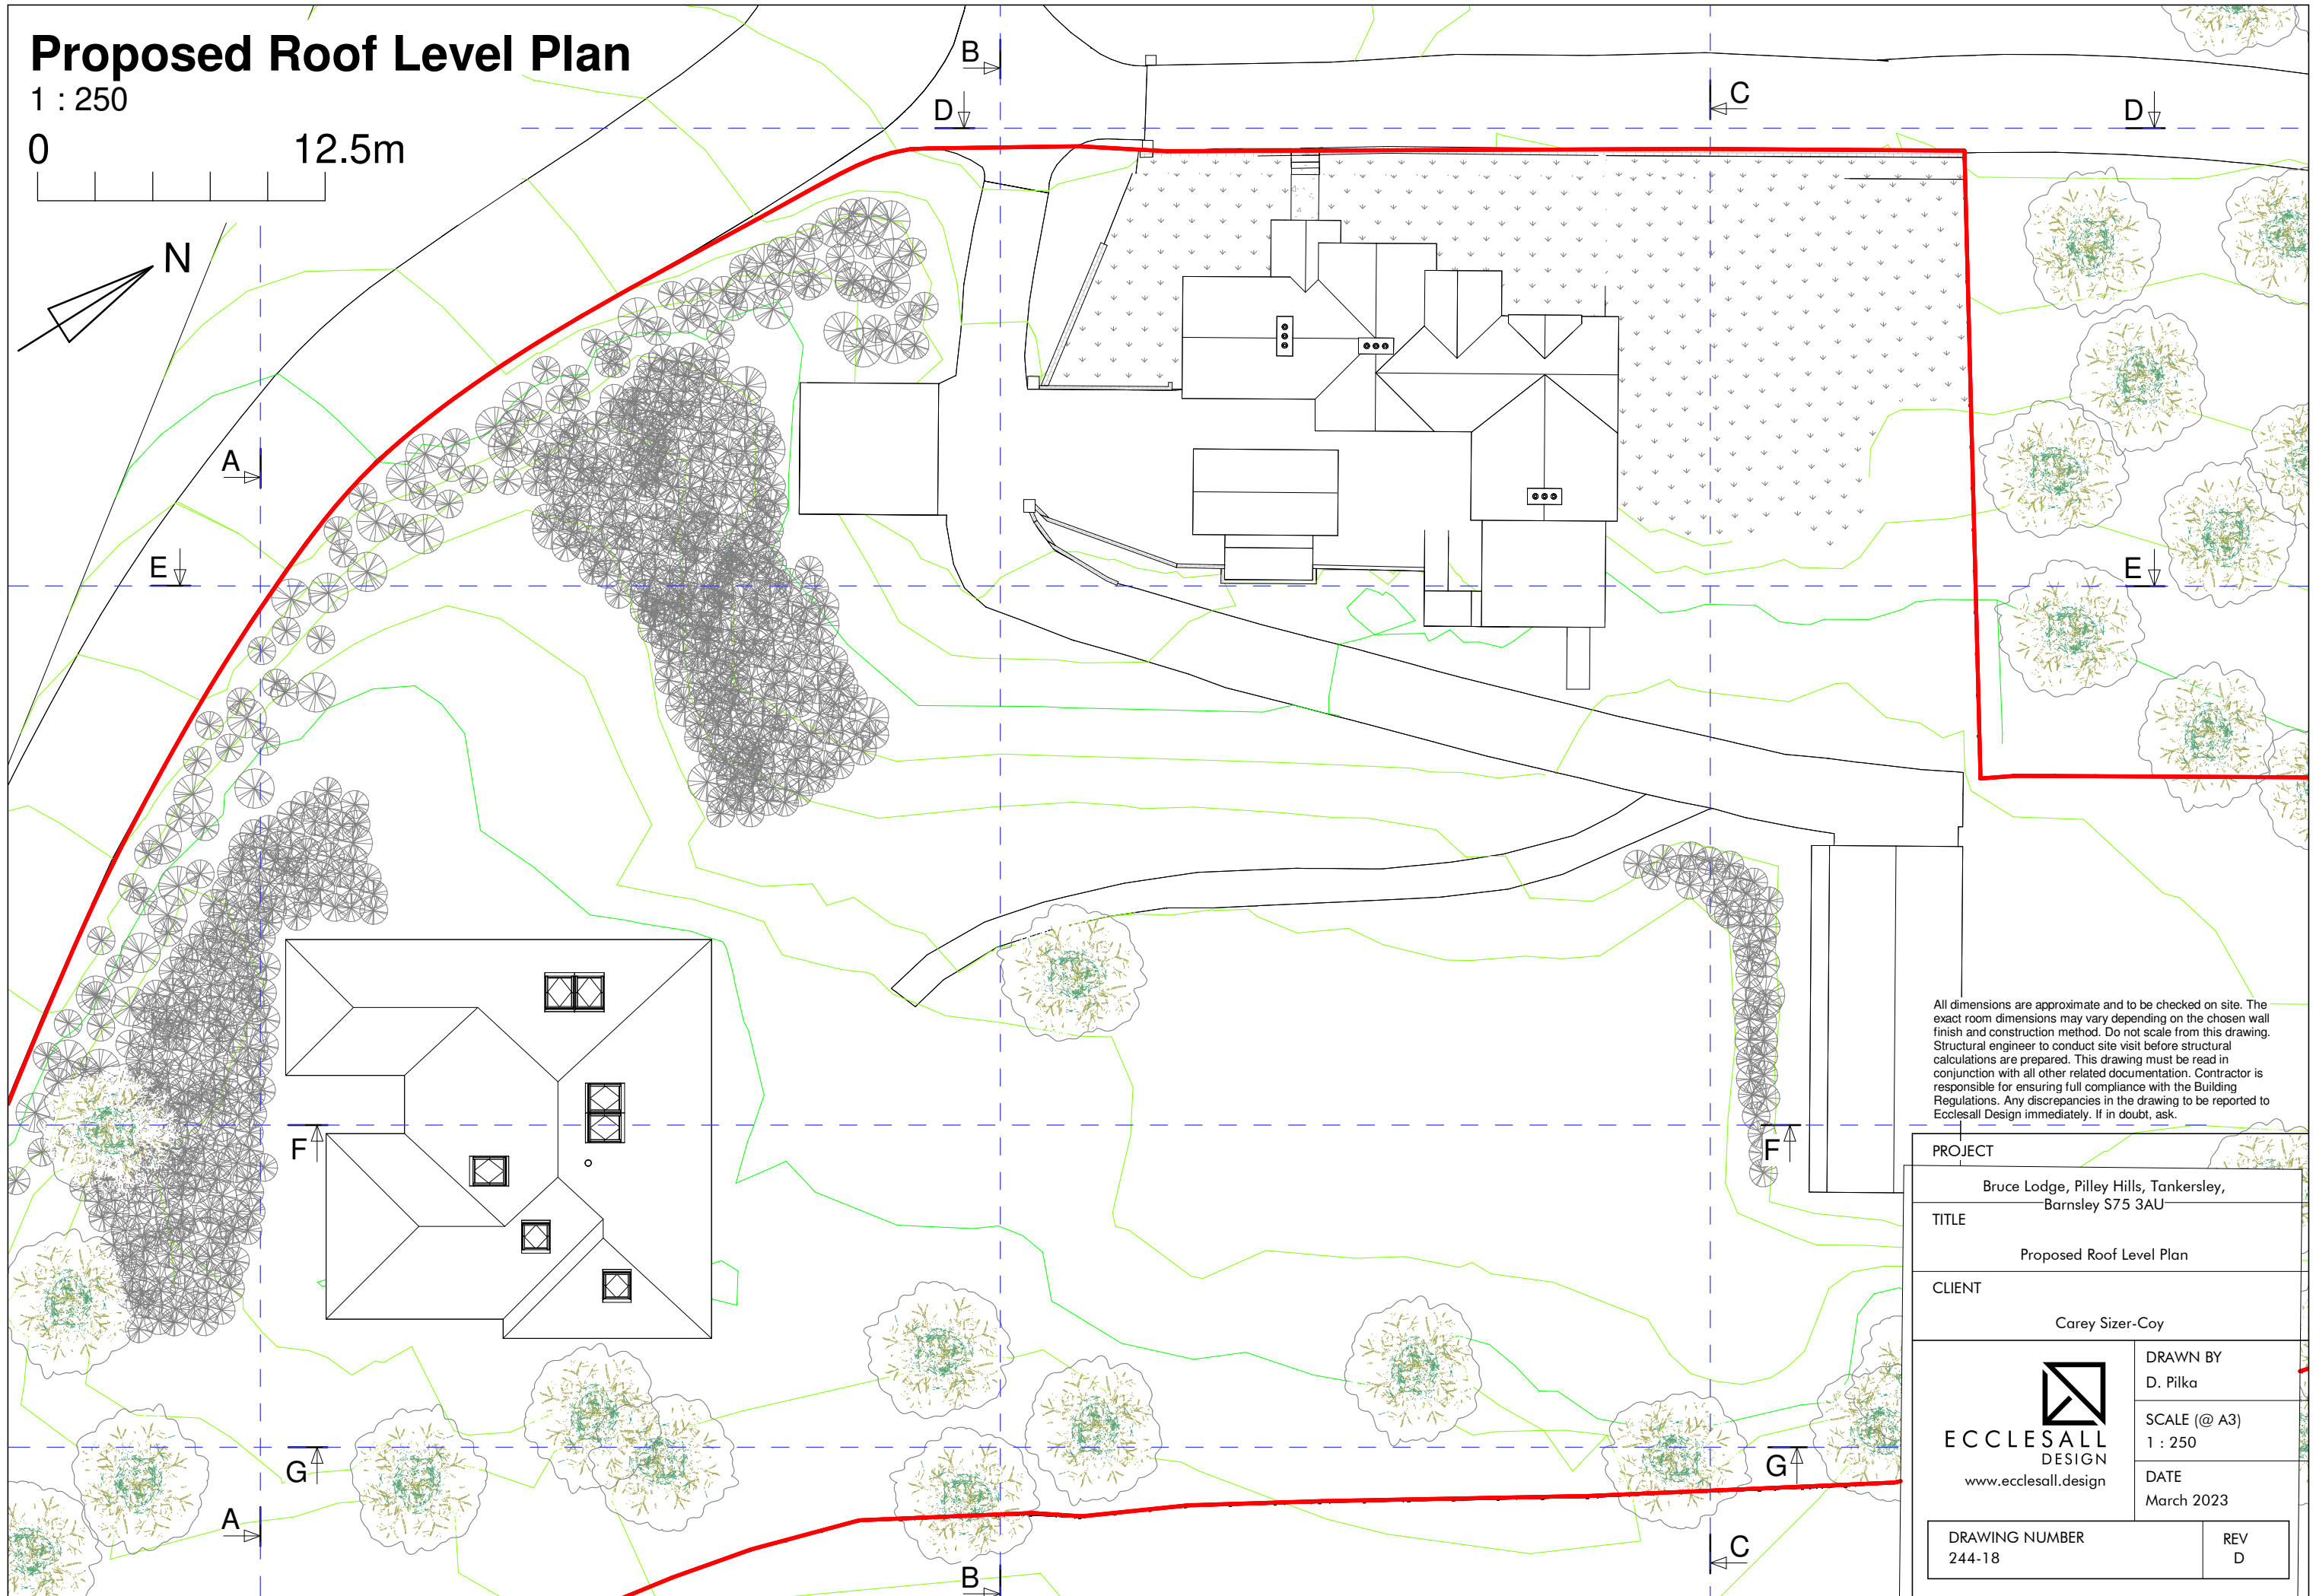 Proposed Roof Level Plan
1 : 250
0 12.5m
N
B
D
C
D
A
E
E
F
F
G
G
A
B
C
All dimensions are approximate and to be checked on site. The
exact room dimensions may vary depending on the chosen wall
finish and construction method. Do not scale from this drawing.
Structural engineer to conduct site visit before structural
calculations are prepared. This drawing must be read in
conjunction with all other related documentation. Contractor is
responsible for ensuring full compliance with the Building
Regulations. Any discrepancies in the drawing to be reported to
Ecclesall Design immediately. If in doubt, ask.
PROJECT
Bruce Lodge, Pilley Hills, Tankersley,
Barnsley S75 3AU
TITLE
Proposed Roof Level Plan
CLIENT
Carey Sizer-Coy
ECCLESALL
DESIGN
www.ecclesall.design
DRAWN BY
D. Pilka
SCALE (@ A3)
1 : 250
DATE
March 2023
DRAWING NUMBER
244-18
REV
D